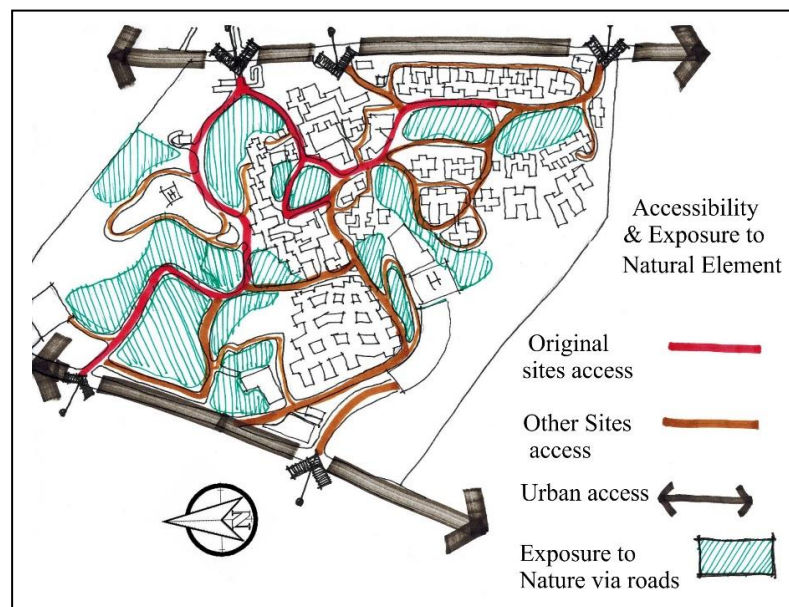 Accessibility
& Exposure to
Natural Element
Original
sites access
Other Sites
access
Urban access
Exposure to
Nature via roads
H
H
N